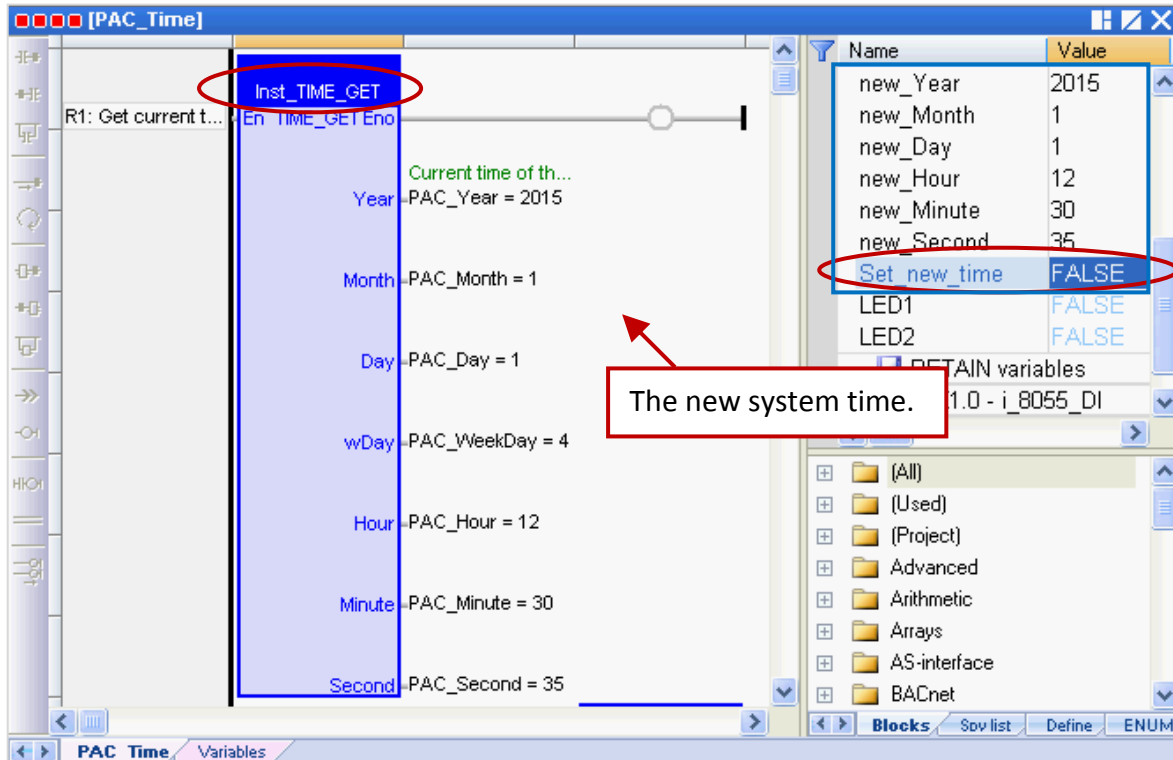 [PAC_Time]
Inst_TIME_GET
R1: Get current t...
En TIME_GET Eno
Current time of th...
Year PAC_Year = 2015
Month PAC_Month = 1
Day PAC_Day = 1
wDay PAC_WeekDay = 4
Hour PAC_Hour = 12
Minute PAC_Minute = 30
Second PAC_Second = 35
The new system time.
Name Value
new_Year 2015
new_Month 1
new_Day 1
new_Hour 12
new_Minute 30
new_Second 35
Set_new_time FALSE
LED1 FALSE
LED2 FALSE
RETAIN variables
1.0 - i_8055_DI
(All)
(Used)
(Project)
Advanced
Arithmetic
Arrays
AS-interface
BACnet
Blocks Spy list Define ENUM
PAC_Time Variables